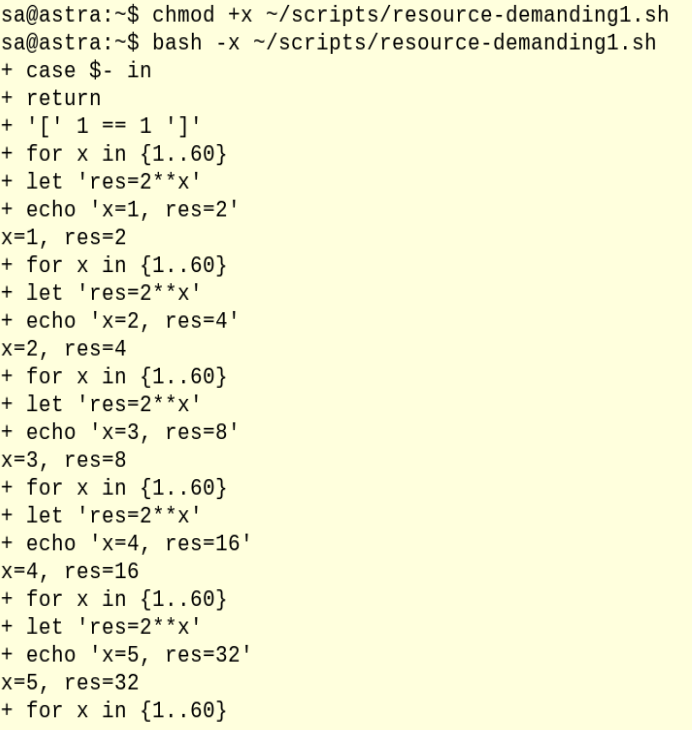 sa@astra:~$ chmod +x ~/scripts/resource-demanding1.sh
sa@astra:~$ bash -x ~/scripts/resource-demanding1.sh
+ case $- in
+ return
+ '[' 1 == 1 ']'
+ for x in {1..60}
+ let 'res=2**x'
+ echo 'x=1, res=2'
x=1, res=2
+ for x in {1..60}
+ let 'res=2**x'
+ echo 'x=2, res=4'
x=2, res=4
+ for x in {1..60}
+ let 'res=2**x'
+ echo 'x=3, res=8'
x=3, res=8
+ for x in {1..60}
+ let 'res=2**x'
+ echo 'x=4, res=16'
x=4, res=16
+ for x in {1..60}
+ let 'res=2**x'
+ echo 'x=5, res=32'
x=5, res=32
+ for x in {1..60}